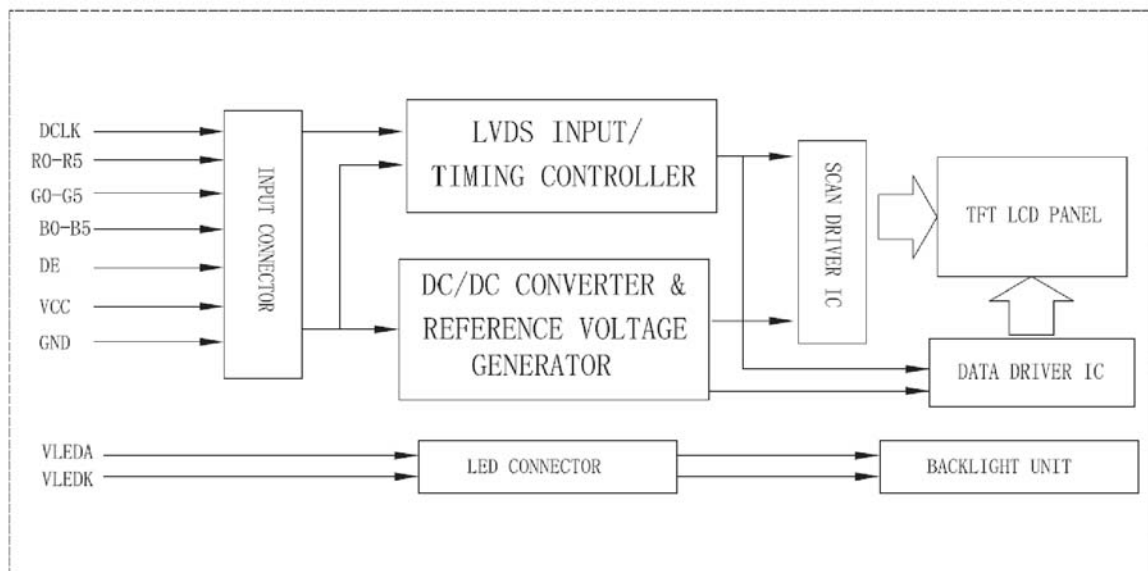 DCLK
R0-R5
G0-G5
B0-B5
DE
VCC
GND
INPUT CONNECTOR
LVDS INPUT/
TIMING CONTROLLER
DC/DC CONVERTER &
REFERENCE VOLTAGE
GENERATOR
SCAN DRIVER IC
TFT LCD PANEL
DATA DRIVER IC
VLEDA
VLEDK
LED CONNECTOR
BACKLIGHT UNIT